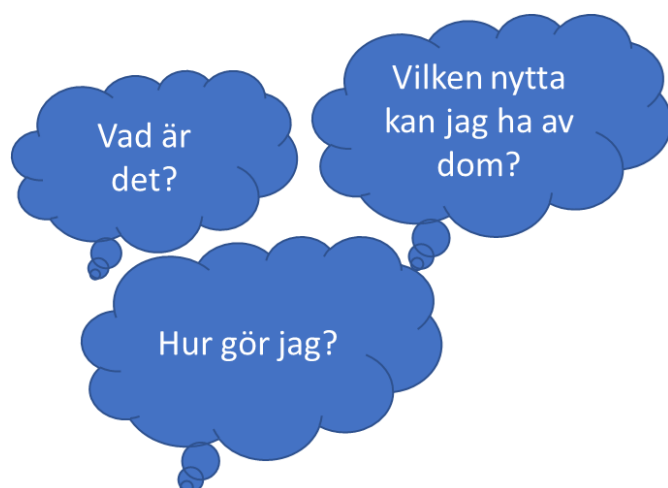 Vad är
det?
Vilken nytta
kan jag ha av
dom?
Hur gör jag?